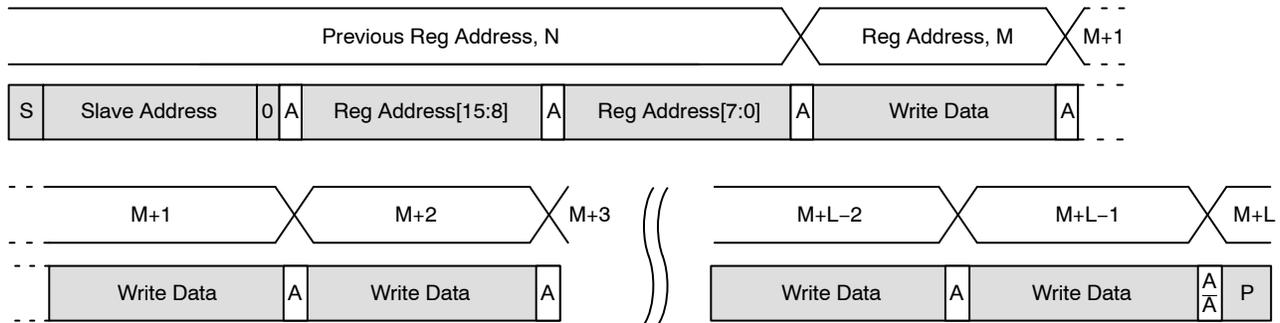 Previous Reg Address, N Reg Address, M M+1
S Slave Address 0 A Reg Address[15:8] A Reg Address[7:0] A Write Data A
M+1 M+2 M+3 M+L−2 M+L−1 M+L
Write Data A Write Data A Write Data A Write Data A P
A̅